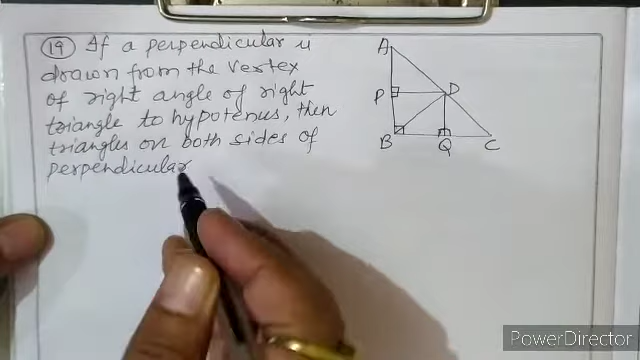 19 If a perpendicular is
drawn from the vertex
of right angle of right
triangle to hypotenus, then
triangles on both sides of
perpendicular
A
P
D
B
Q
C
PowerDirector